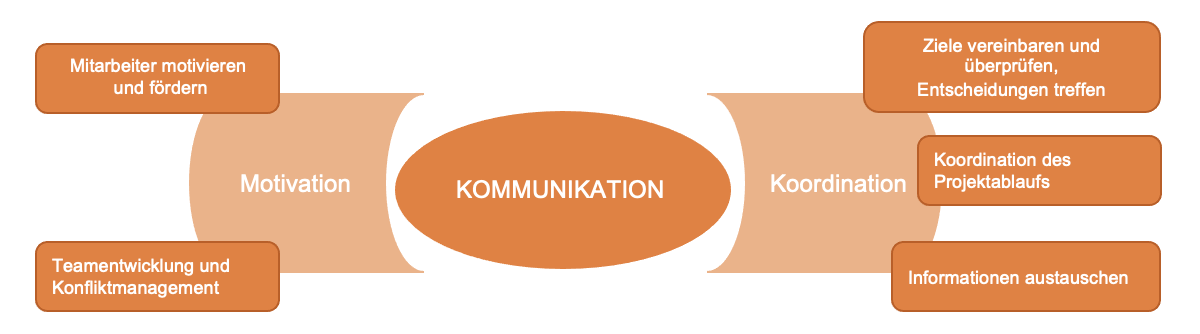 Mitarbeiter motivieren
und fördern
Motivation
Teamentwicklung und
Konfliktmanagement
KOMMUNIKATION
Koordination
Ziele vereinbaren und
überprüfen,
Entscheidungen treffen
Koordination des
Projektablaufs
Informationen austauschen